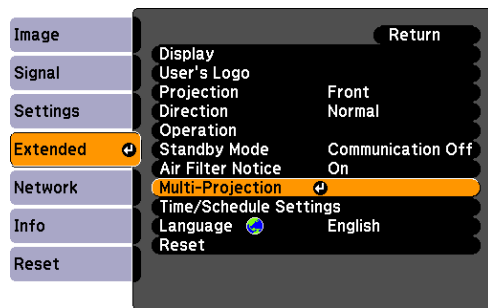 Image
Signal
Settings
Extended
Network
Info
Reset
Return
Display
User's Logo
Projection Front
Direction Normal
Operation
Standby Mode Communication Off
Air Filter Notice On
Multi-Projection
Time/Schedule Settings
Language English
Reset